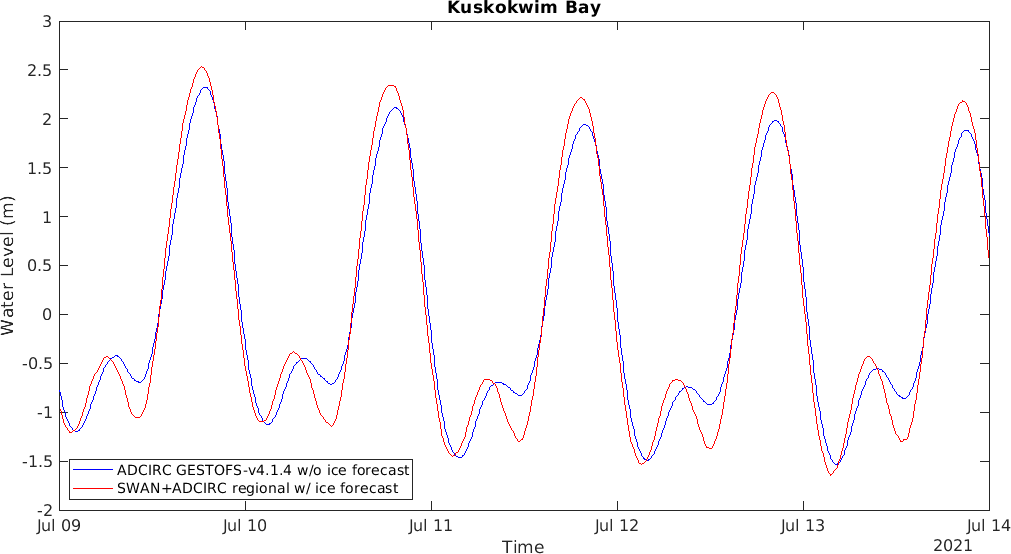 Kuskokwim Bay
3
2.5
2
1.5
1
0.5
0
-0.5
-1
-1.5
-2
Water Level (m)
ADCIRC GESTOFS-v4.1.4 w/o ice forecast
SWAN+ADCIRC regional w/ ice forecast
Jul 09 Jul 10 Jul 11 Jul 12 Jul 13 Jul 14
Time
2021